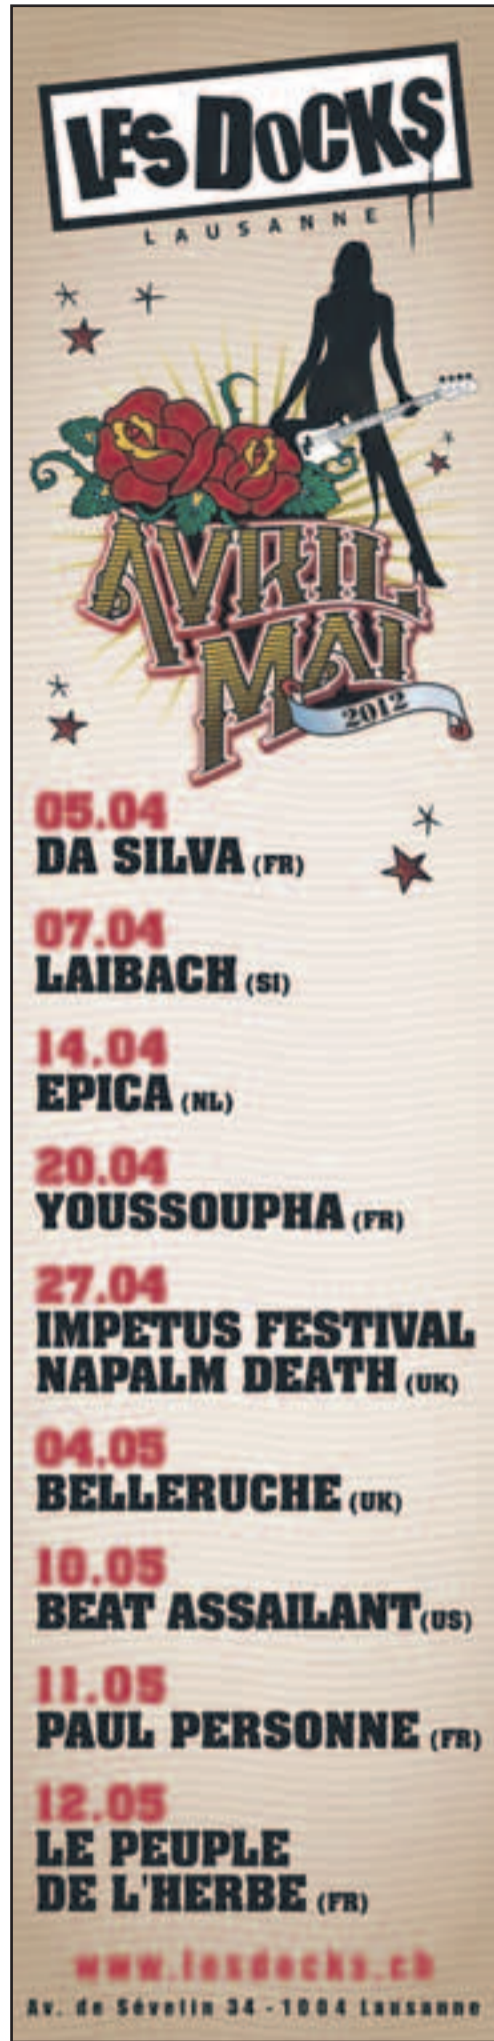 LES DOCKS
LAUSANNE
AVRIL
MAI
2012
05.04
DA SILVA (FR)
07.04
LAIBACH (SI)
14.04
EPICA (NL)
20.04
YOUSSOUPHA (FR)
27.04
IMPETUS FESTIVAL
NAPALM DEATH (UK)
04.05
BELLERUCHE (UK)
10.05
BEAT ASSAILANT (US)
11.05
PAUL PERSONNE (FR)
12.05
LE PEUPLE
DE L'HERBE (FR)
www.lesdocks.ch
Av. de Sévelin 34 - 1004 Lausanne